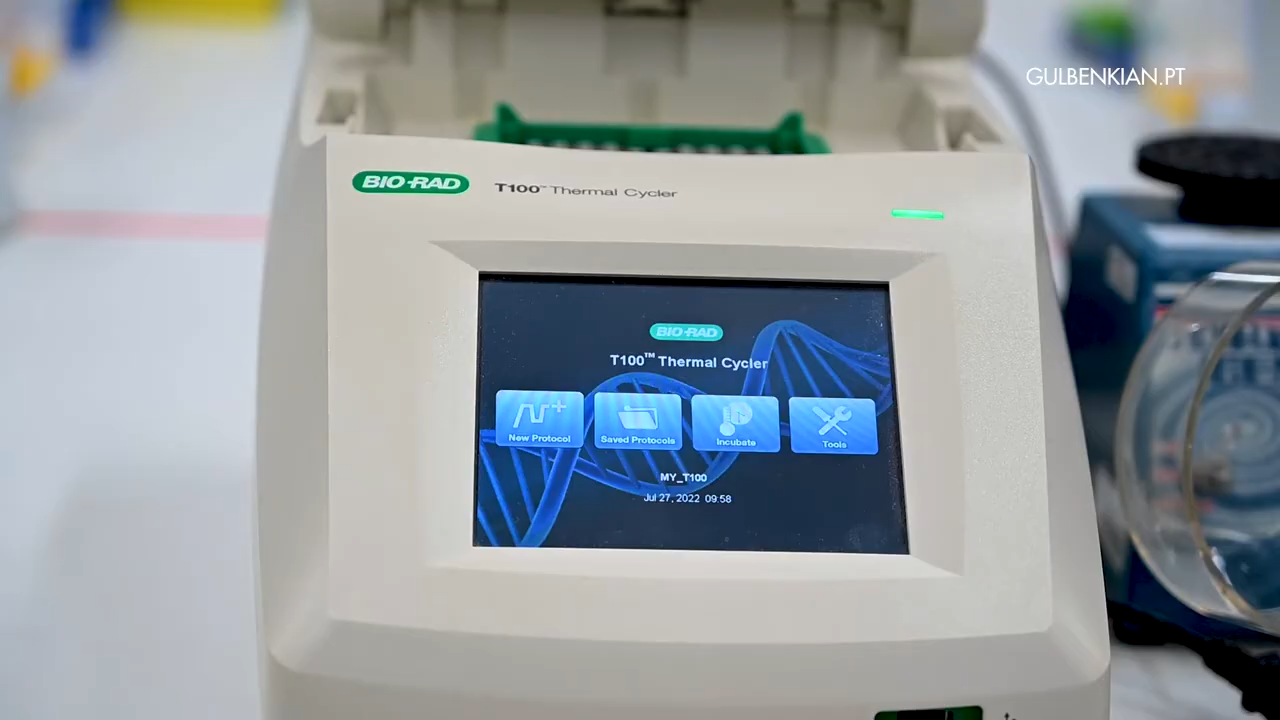 GULBENKIAN.PT
BIO-RAD
T100™ Thermal Cycler
BIO-RAD
T100™ Thermal Cycler
New Protocol
Saved Protocols
Incubate
Tools
MY_T100
Jul 27, 2022 09:58